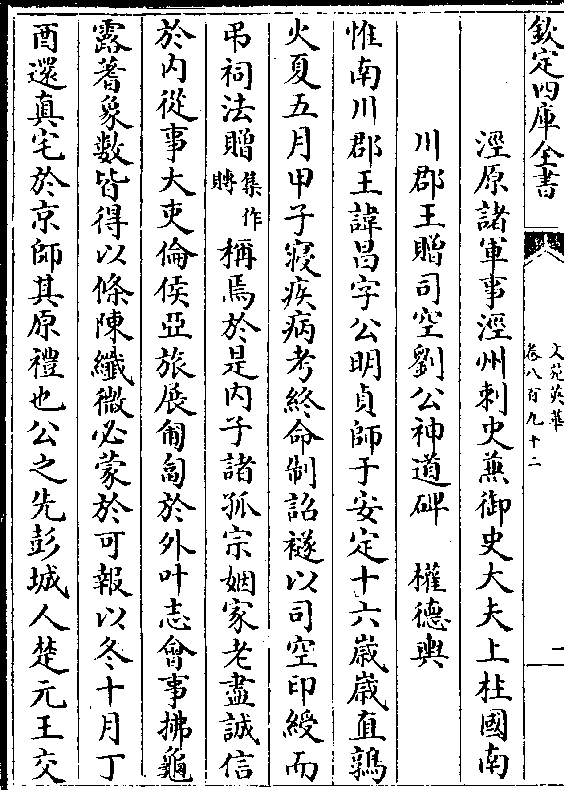 欽定四庫全書
文苑英華
卷八百九十二
一
涇原諸軍事涇州刺史兼御史大夫上柱國南
川郡王贈司空劉公神道碑 權德輿
惟南川郡王諱昌字公明貞師于安定十六歲歲直鶉
火夏五月甲子寢疾病考終命制詔襚以司空印綬而
弔祠法贈集作賻稱焉於是内子諸孤宗姻家老盡誠信
於内從事大吏倫侯亞旅展匍匐於外叶志會事拂龜
露蓍象數皆得以條陳纖微必蒙於可報以冬十月丁
酉還真宅於京師其原禮也公之先彭城人楚元王交